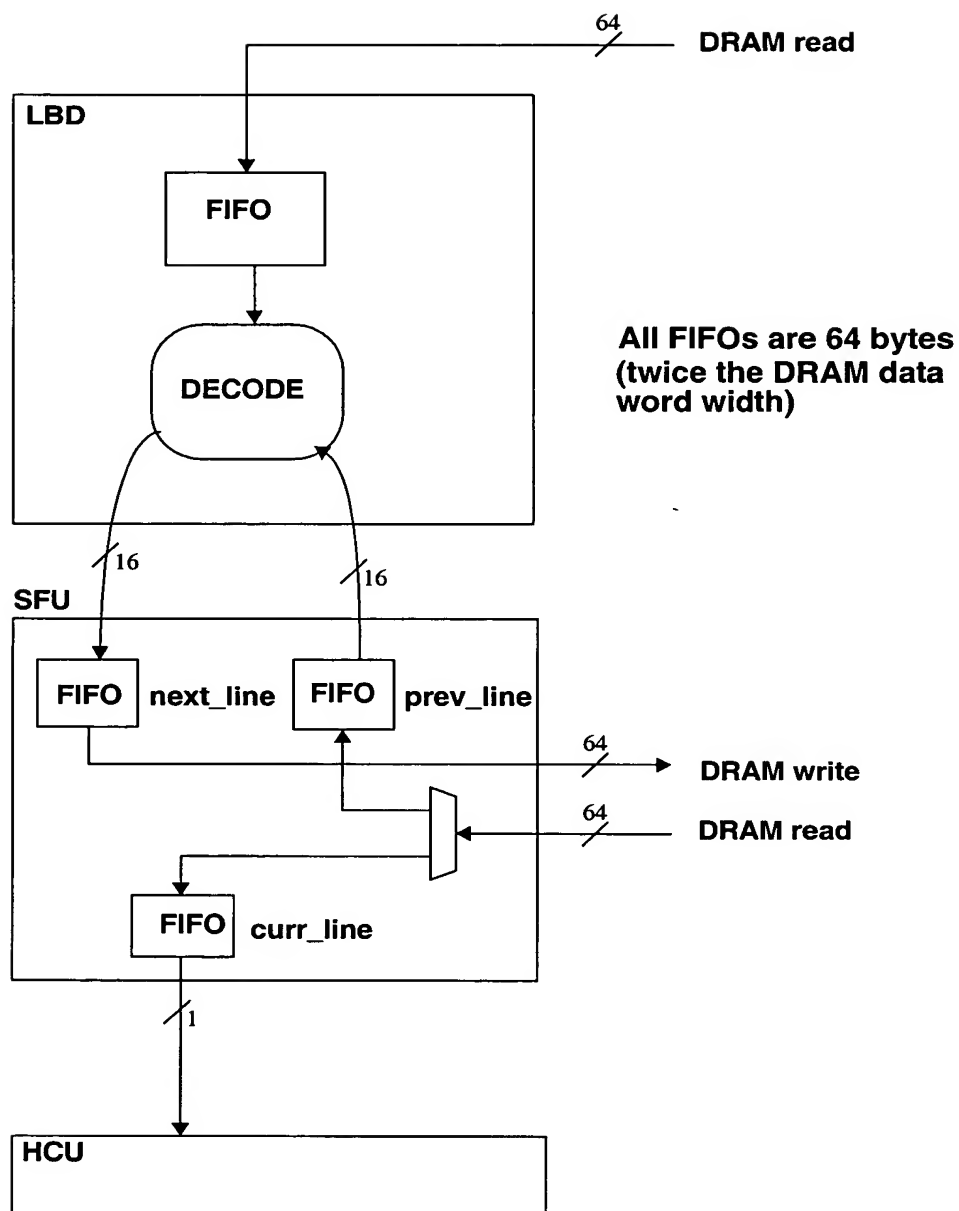 64
DRAM read
LBD
FIFO
DECODE
All FIFOs are 64 bytes
(twice the DRAM data
word width)
16
16
SFU
FIFO
next_line
FIFO
prev_line
64
DRAM write
64
DRAM read
FIFO
curr_line
1
HCU